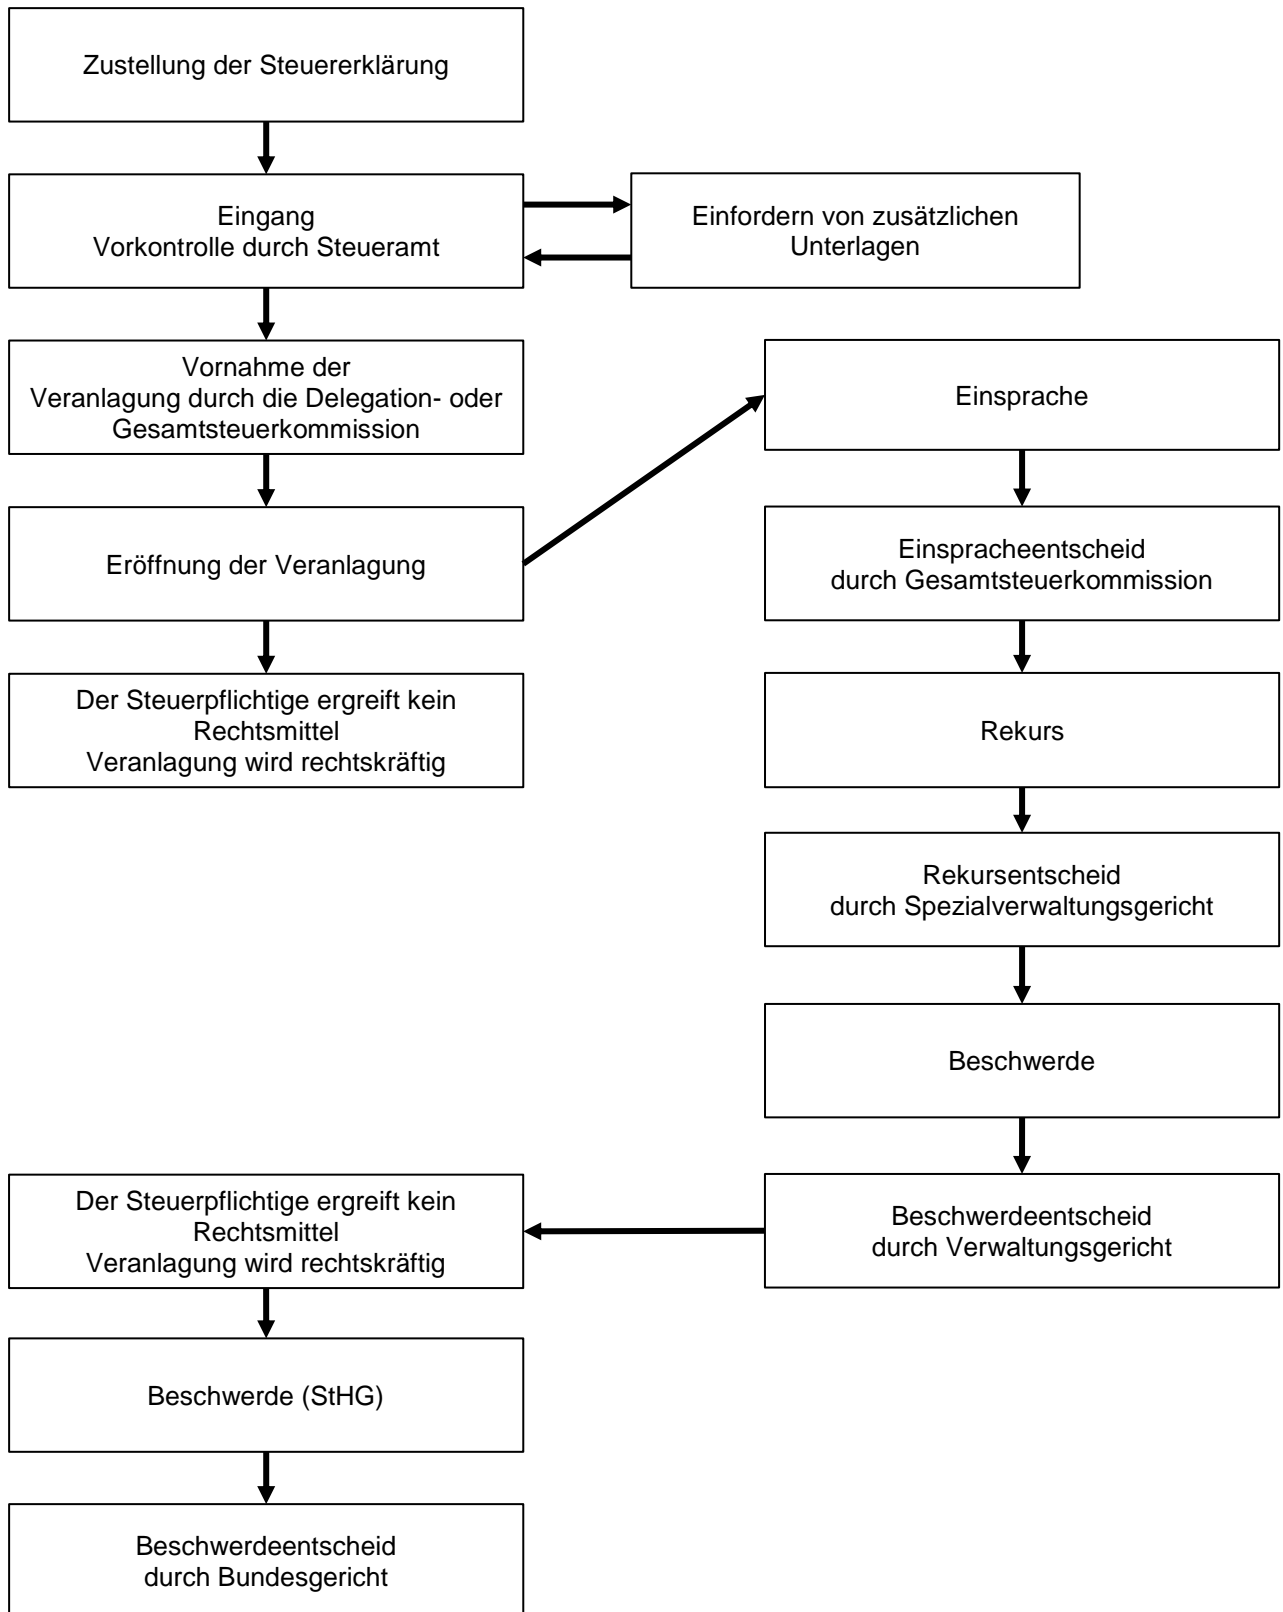 Zustellung der Steuererklärung
Eingang
Vorkontrolle durch Steueramt
Einfordern von zusätzlichen
Unterlagen
Vornahme der
Veranlagung durch die Delegation- oder
Gesamtsteuerkommission
Eröffnung der Veranlagung
Der Steuerpflichtige ergreift kein
Rechtsmittel
Veranlagung wird rechtskräftig
Einsprache
Einspracheentscheid
durch Gesamtsteuerkommission
Rekurs
Rekursentscheid
durch Spezialverwaltungsgericht
Beschwerde
Beschwerdeentscheid
durch Verwaltungsgericht
Der Steuerpflichtige ergreift kein
Rechtsmittel
Veranlagung wird rechtskräftig
Beschwerde (StHG)
Beschwerdeentscheid
durch Bundesgericht